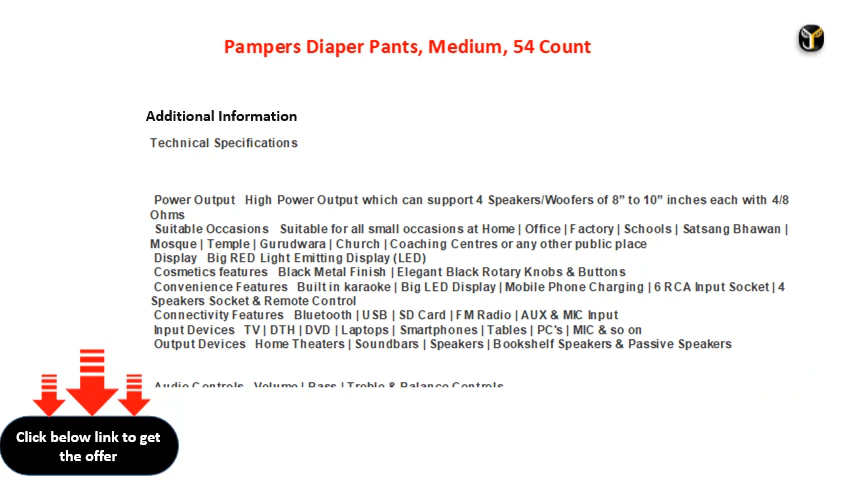 Pampers Diaper Pants, Medium, 54 Count
Additional Information
Technical Specifications
Power Output High Power Output which can support 4 Speakers/Woofers of 8” to 10” inches each with 4/8
Ohms
Suitable Occasions Suitable for all small occasions at Home | Office | Factory | Schools | Satsang Bhawan |
Mosque | Temple | Gurudwara | Church | Coaching Centres or any other public place
Display Big RED Light Emitting Display (LED)
Cosmetics features Black Metal Finish | Elegant Black Rotary Knobs & Buttons
Convenience Features Built in karaoke | Big LED Display | Mobile Phone Charging | 6 RCA Input Socket | 4
Speakers Socket & Remote Control
Connectivity Features Bluetooth | USB | SD Card | FM Radio | AUX & MIC Input
Input Devices TV | DTH | DVD | Laptops | Smartphones | Tables | PC's | MIC & so on
Output Devices Home Theaters | Soundbars | Speakers | Bookshelf Speakers & Passive Speakers
Audio Controls Volume | Bass | Treble & Balance Controls
Click below link to get
the offer